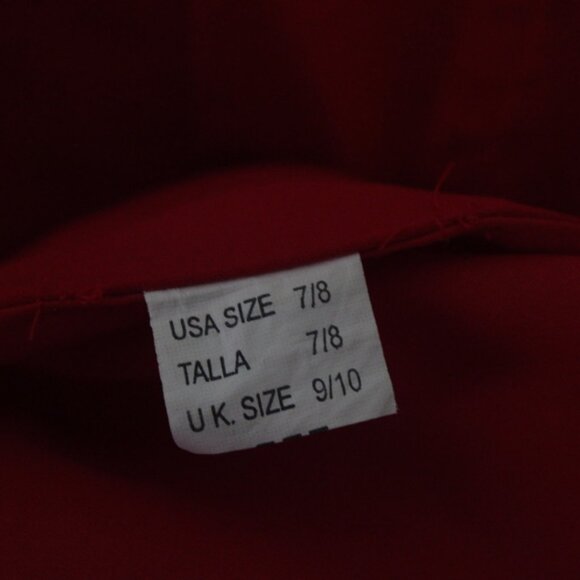 USA SIZE 7/8
TALLA 7/8
U K. SIZE 9/10